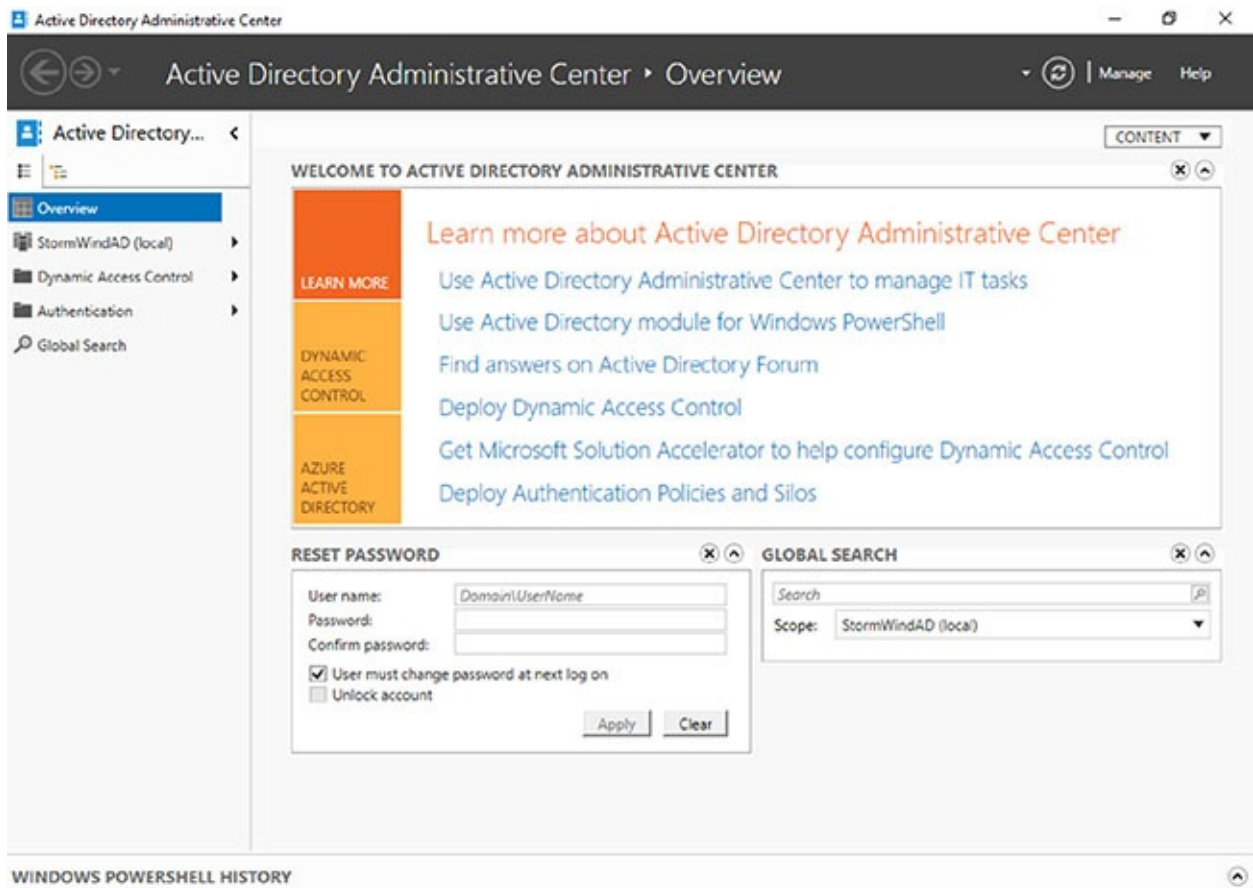 Active Directory Administrative Center
Active Directory Administrative Center ‣ Overview
Manage
Help
Active Directory...
CONTENT
Overview
StormWindAD (local)
Dynamic Access Control
Authentication
Global Search
WELCOME TO ACTIVE DIRECTORY ADMINISTRATIVE CENTER
LEARN MORE
DYNAMIC
ACCESS
CONTROL
AZURE
ACTIVE
DIRECTORY
Learn more about Active Directory Administrative Center
Use Active Directory Administrative Center to manage IT tasks
Use Active Directory module for Windows PowerShell
Find answers on Active Directory Forum
Deploy Dynamic Access Control
Get Microsoft Solution Accelerator to help configure Dynamic Access Control
Deploy Authentication Policies and Silos
RESET PASSWORD
User name:
Domain\UserName
Password:
Confirm password:
User must change password at next log on
Unlock account
Apply
Clear
GLOBAL SEARCH
Search
Scope:
StormWindAD (local)
WINDOWS POWERSHELL HISTORY